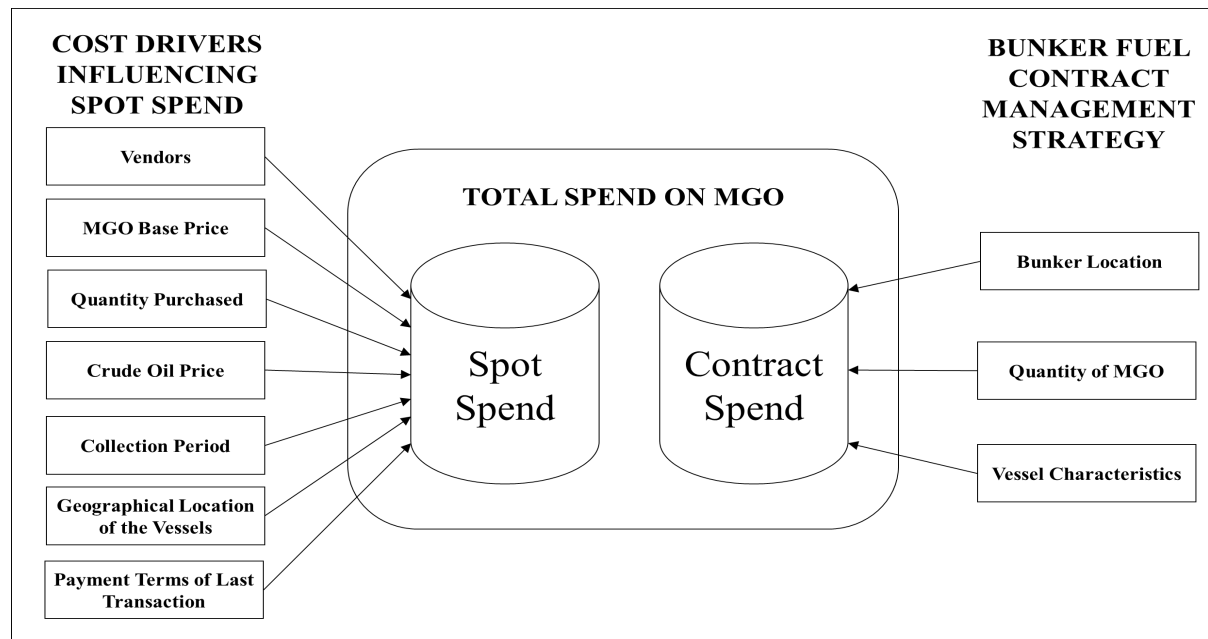 COST DRIVERS
INFLUENCING
SPOT SPEND
Vendors
MGO Base Price
Quantity Purchased
Crude Oil Price
Collection Period
Geographical Location
of the Vessels
Payment Terms of Last
Transaction
TOTAL SPEND ON MGO
Spot
Spend
Contract
Spend
BUNKER FUEL
CONTRACT
MANAGEMENT
STRATEGY
Bunker Location
Quantity of MGO
Vessel Characteristics